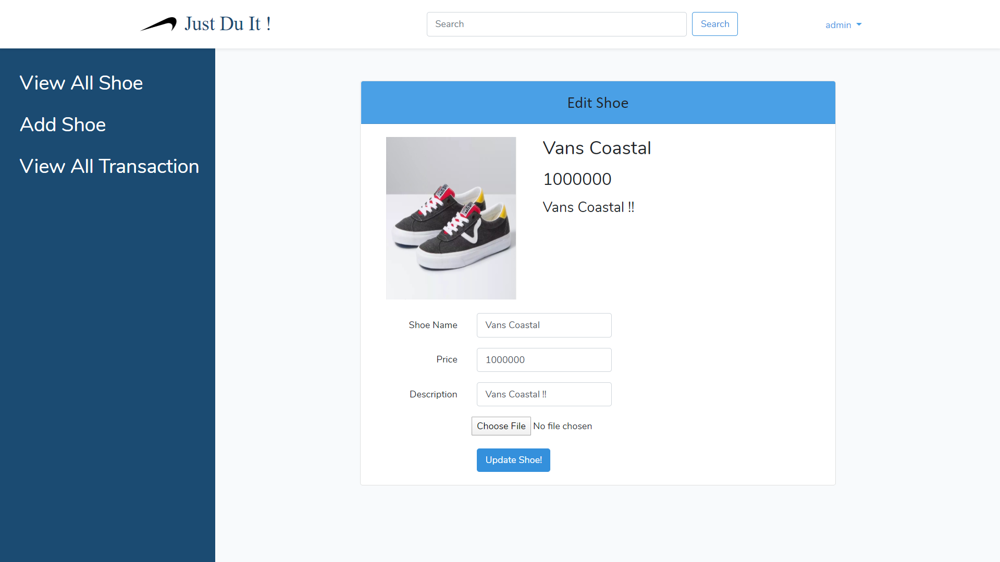 Just Du It !
Search
Search
admin
View All Shoe
Add Shoe
View All Transaction
Edit Shoe
Vans Coastal
1000000
Vans Coastal !!
Shoe Name
Vans Coastal
Price
1000000
Description
Vans Coastal !!
Choose File No file chosen
Update Shoe!